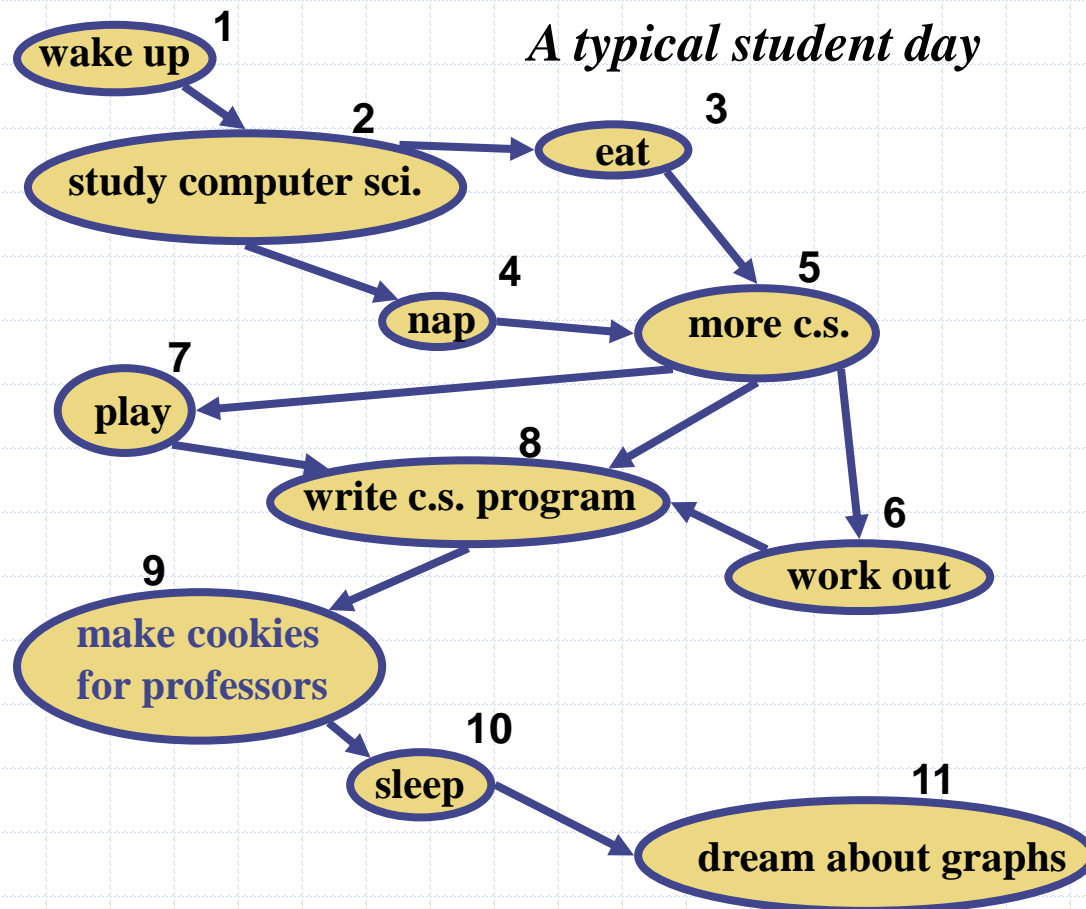 A typical student day
1
wake up
2
study computer sci.
3
eat
4
nap
5
more c.s.
7
play
8
write c.s. program
6
work out
9
make cookies
for professors
10
sleep
11
dream about graphs